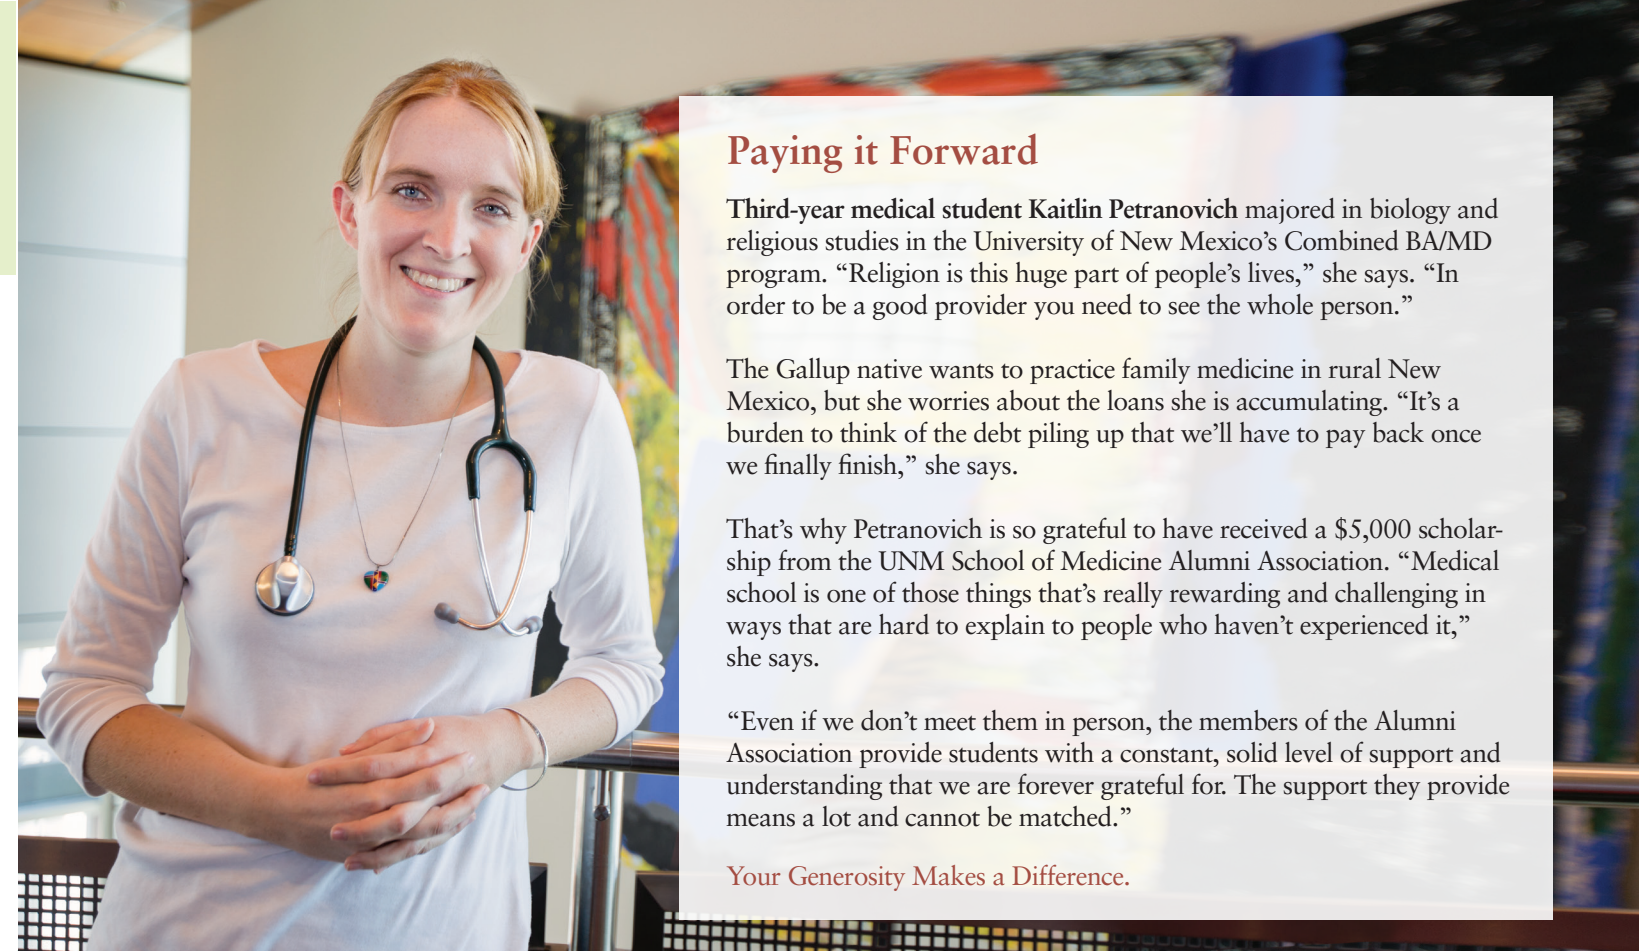 Paying it Forward
Third-year medical student Kaitlin Petranovich majored in biology and
religious studies in the University of New Mexico’s Combined BA/MD
program. “Religion is this huge part of people’s lives,” she says. “In
order to be a good provider you need to see the whole person.”
The Gallup native wants to practice family medicine in rural New
Mexico, but she worries about the loans she is accumulating. “It’s a
burden to think of the debt piling up that we’ll have to pay back once
we finally finish,” she says.
That’s why Petranovich is so grateful to have received a $5,000 scholar-
ship from the UNM School of Medicine Alumni Association. “Medical
school is one of those things that’s really rewarding and challenging in
ways that are hard to explain to people who haven’t experienced it,”
she says.
“Even if we don’t meet them in person, the members of the Alumni
Association provide students with a constant, solid level of support and
understanding that we are forever grateful for. The support they provide
means a lot and cannot be matched.”
Your Generosity Makes a Difference.